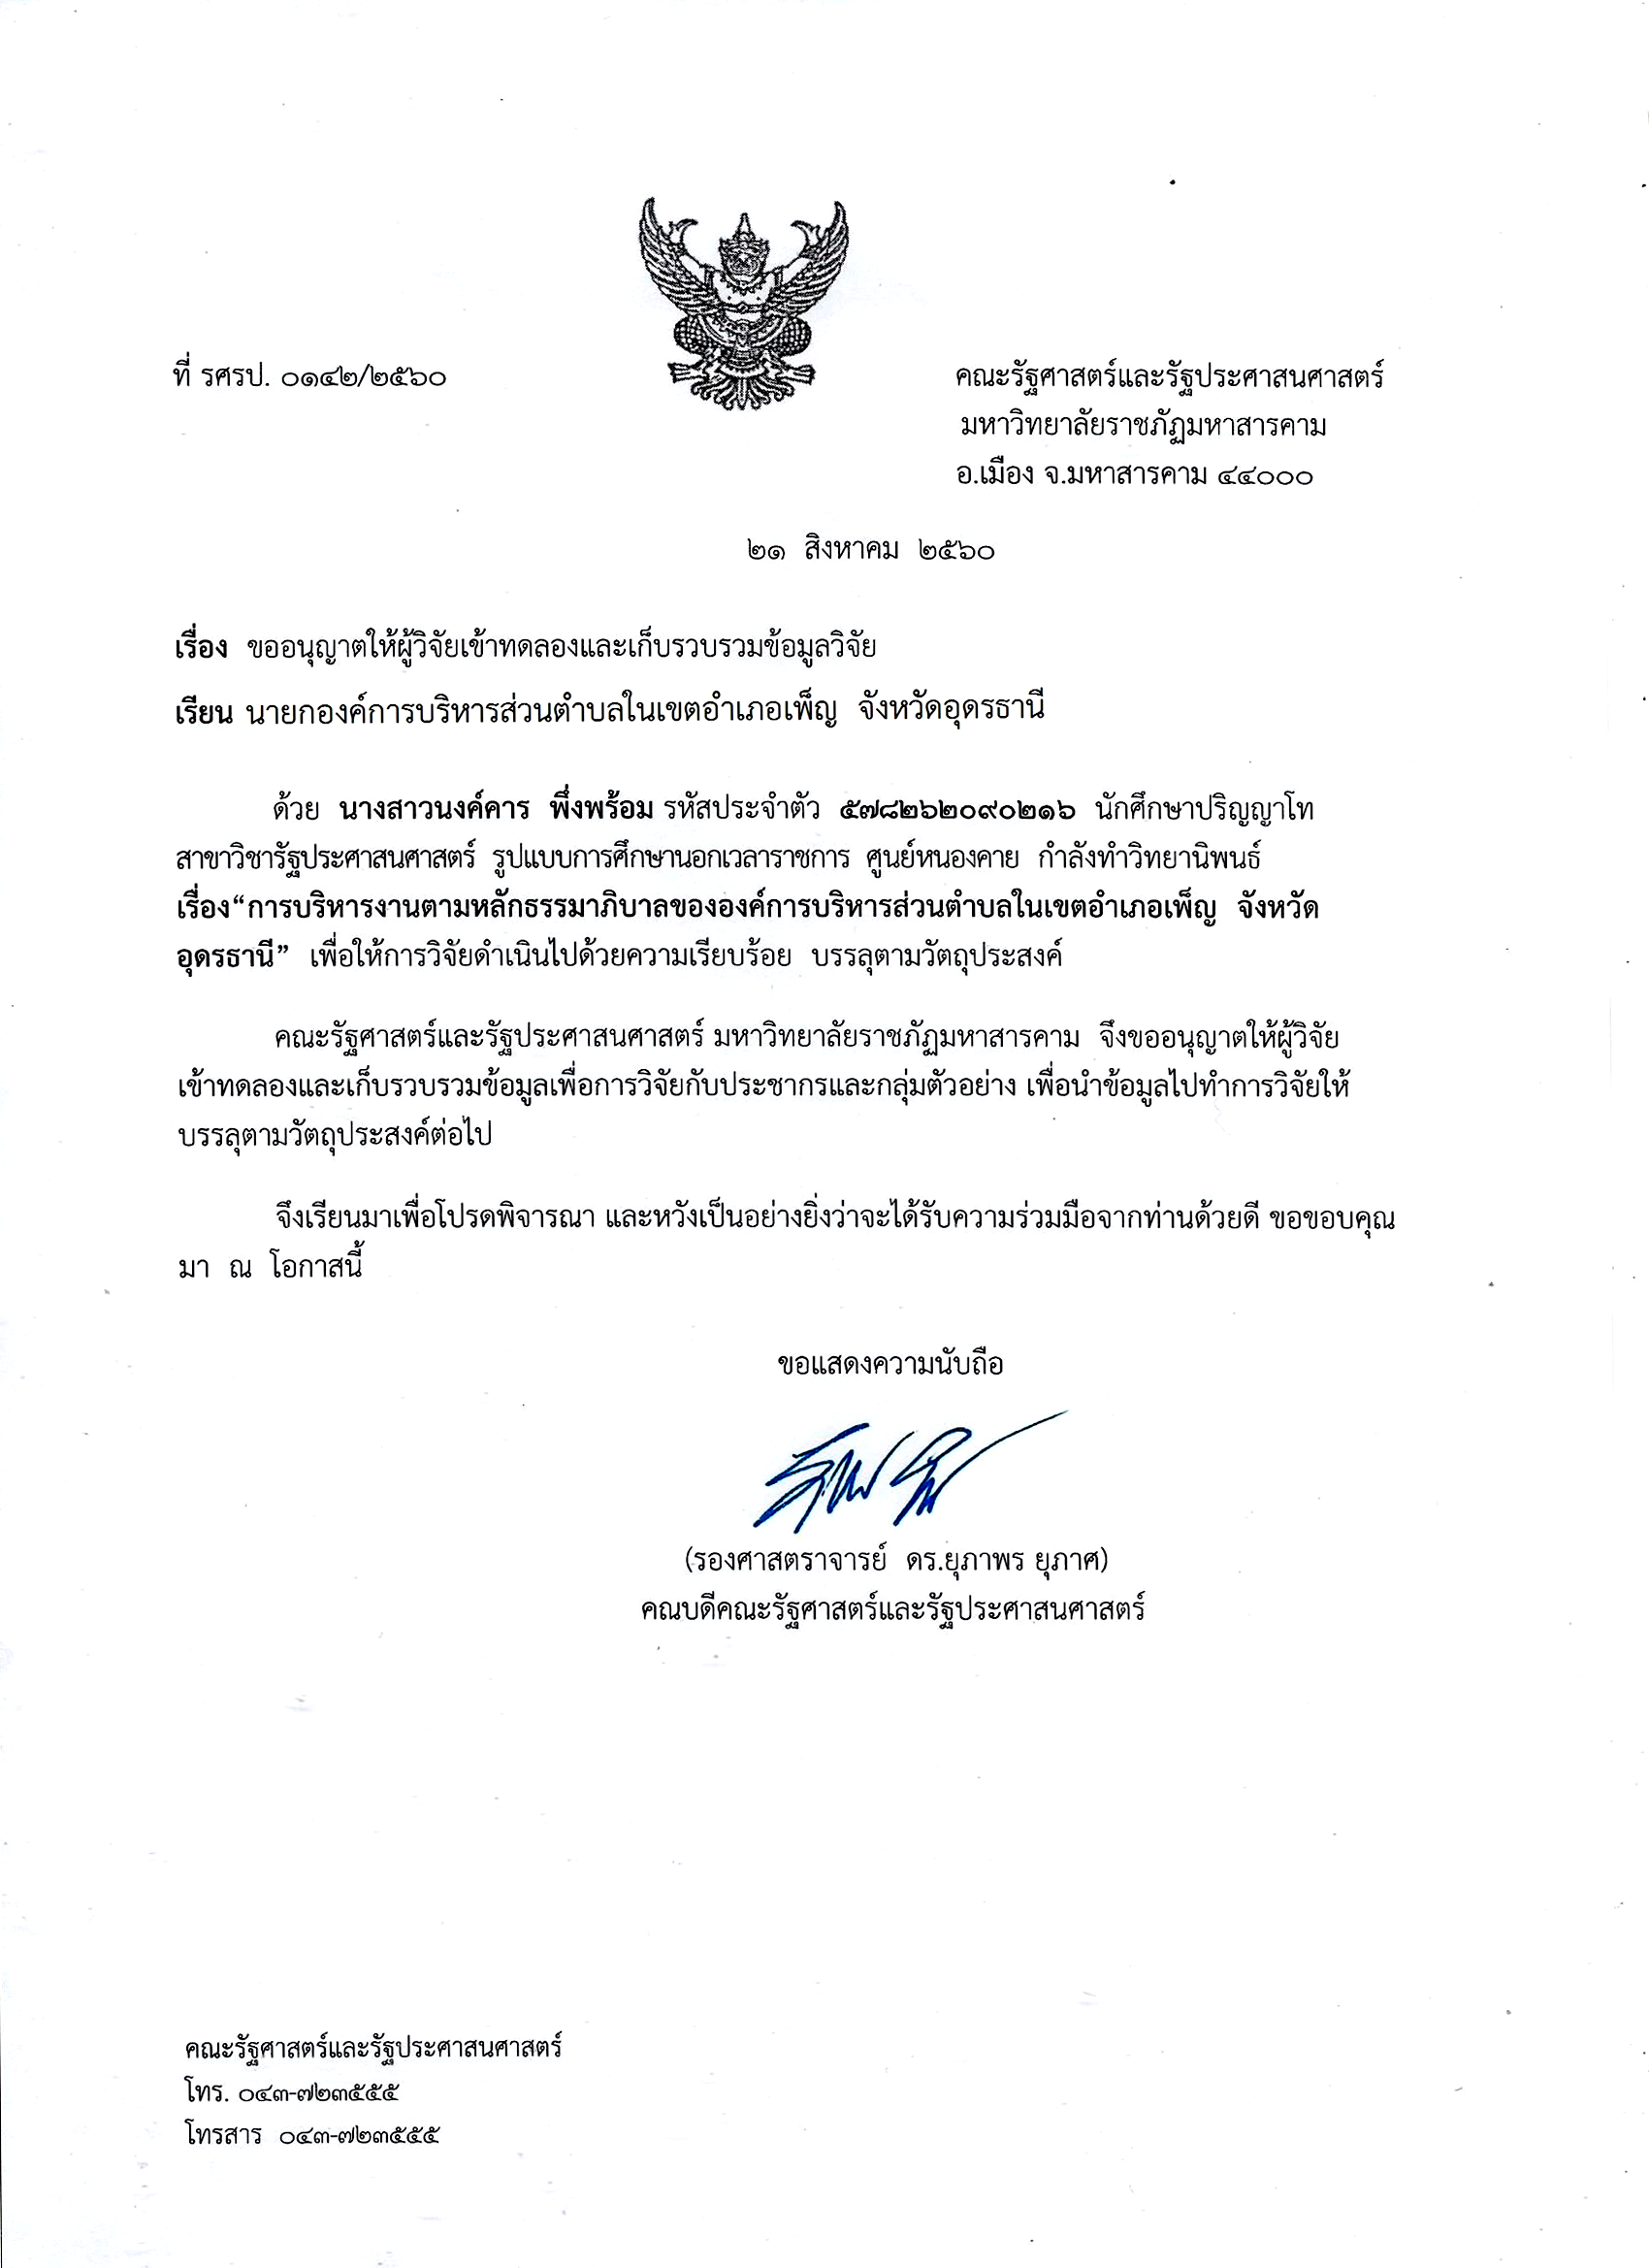 ที่ รศรป. ๐๑๔๒/๒๕๖๐
คณะรัฐศาสตร์และรัฐประศาสนศาสตร์
มหาวิทยาลัยราชภัฏมหาสารคาม
อ.เมือง จ.มหาสารคาม ๔๔๐๐๐
๒๑ สิงหาคม ๒๕๖๐
เรื่อง ขออนุญาตให้ผู้วิจัยเข้าทดลองและเก็บรวบรวมข้อมูลวิจัย
เรียน นายกองค์การบริหารส่วนตำบลในเขตอำเภอเพ็ญ จังหวัดอุดรธานี
ด้วย นางสาวนงค์คาร พึ่งพร้อม รหัสประจำตัว ๕๗๘๒๖๒๐๙๐๒๑๖ นักศึกษาปริญญาโท
สาขาวิชารัฐประศาสนศาสตร์ รูปแบบการศึกษานอกเวลาราชการ ศูนย์หนองคาย กำลังทำวิทยานิพนธ์
เรื่อง“การบริหารงานตามหลักธรรมาภิบาลขององค์การบริหารส่วนตำบลในเขตอำเภอเพ็ญ จังหวัด
อุดรธานี” เพื่อให้การวิจัยดำเนินไปด้วยความเรียบร้อย บรรลุตามวัตถุประสงค์
คณะรัฐศาสตร์และรัฐประศาสนศาสตร์ มหาวิทยาลัยราชภัฏมหาสารคาม จึงขออนุญาตให้ผู้วิจัย
เข้าทดลองและเก็บรวบรวมข้อมูลเพื่อการวิจัยกับประชากรและกลุ่มตัวอย่าง เพื่อนำข้อมูลไปทำการวิจัยให้
บรรลุตามวัตถุประสงค์ต่อไป
จึงเรียนมาเพื่อโปรดพิจารณา และหวังเป็นอย่างยิ่งว่าจะได้รับความร่วมมือจากท่านด้วยดี ขอขอบคุณ
มา ณ โอกาสนี้
ขอแสดงความนับถือ
(รองศาสตราจารย์ ดร.ยุภาพร ยุภาศ)
คณบดีคณะรัฐศาสตร์และรัฐประศาสนศาสตร์
คณะรัฐศาสตร์และรัฐประศาสนศาสตร์
โทร. ๐๔๓-๗๒๓๕๕๕
โทรสาร ๐๔๓-๗๒๓๕๕๕